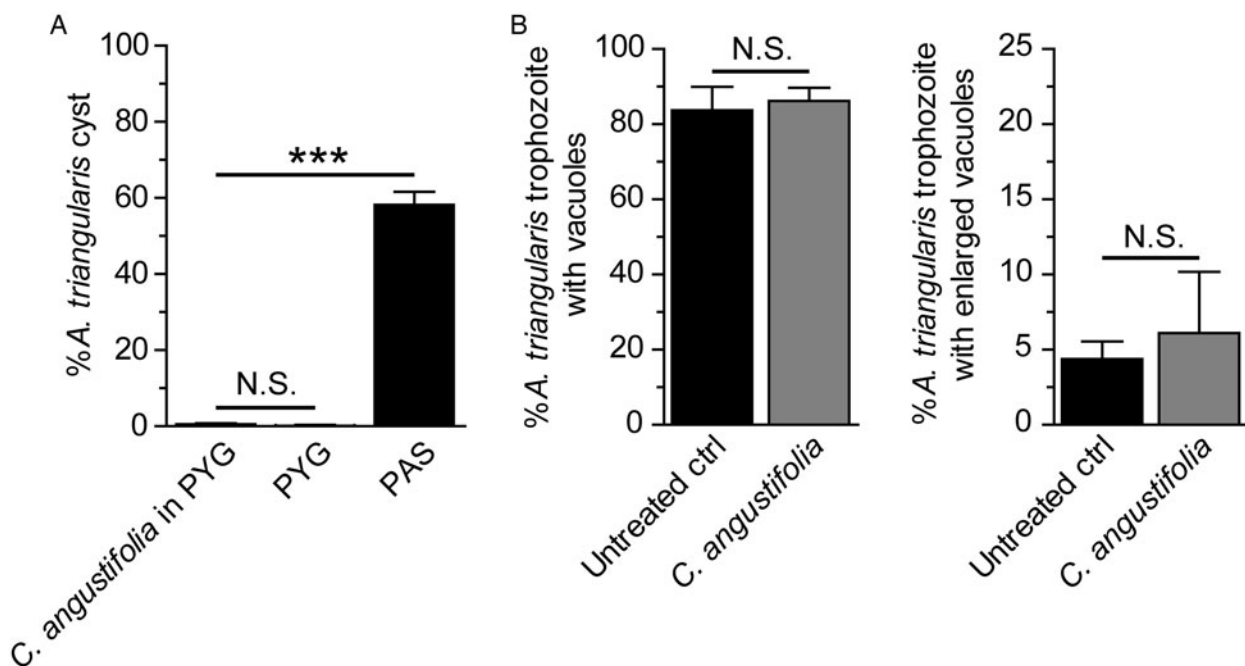 A
%A. triangularis cyst
100
80
60
40
20
0
***
N.S.
C. angustifolia in PYG
PYG
PAS
B
%A. triangularis trophozoite
with vacuoles
100
80
60
40
20
0
N.S.
Untreated ctrl
C. angustifolia
%A. triangularis trophozoite
with enlarged vacuoles
25
20
15
10
5
0
N.S.
Untreated ctrl
C. angustifolia